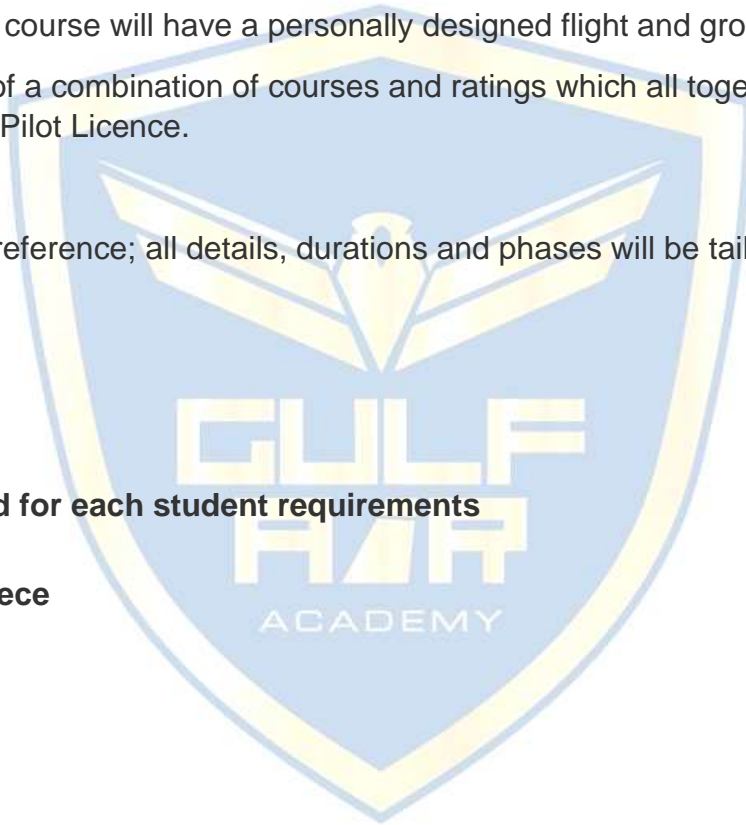 course will have a personally designed flight and gro
of a combination of courses and ratings which all toge
Pilot Licence.
reference; all details, durations and phases will be tail
GULF
d for each student requirements
AIR
ece
ACADEMY